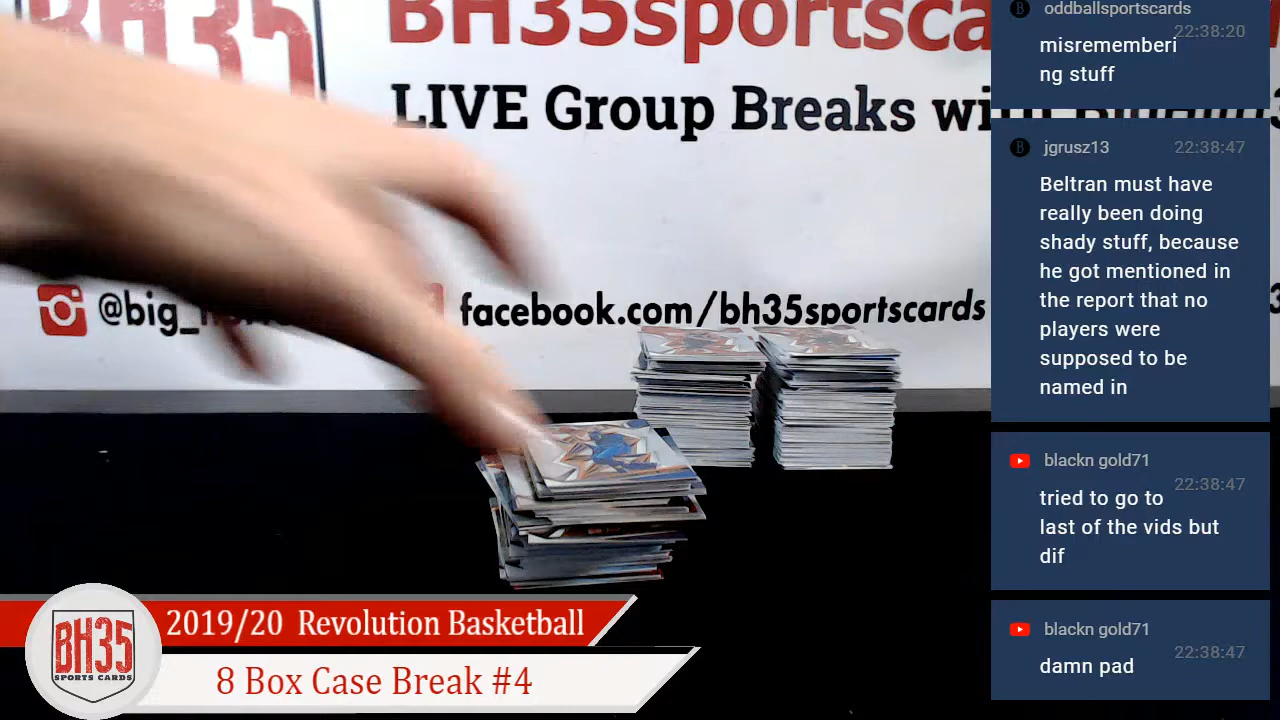 BH35
BH35sportsca
LIVE Group Breaks wi
@big_
facebook.com/bh35sportscards
2019/20 Revolution Basketball
8 Box Case Break #4
BH35
SPORTS CARDS
oddballsportscards
22:38:20
misrememberi
ng stuff
jgrusz13 22:38:47
Beltran must have
really been doing
shady stuff, because
he got mentioned in
the report that no
players were
supposed to be
named in
blackn gold71
22:38:47
tried to go to
last of the vids but
dif
blackn gold71
22:38:47
damn pad